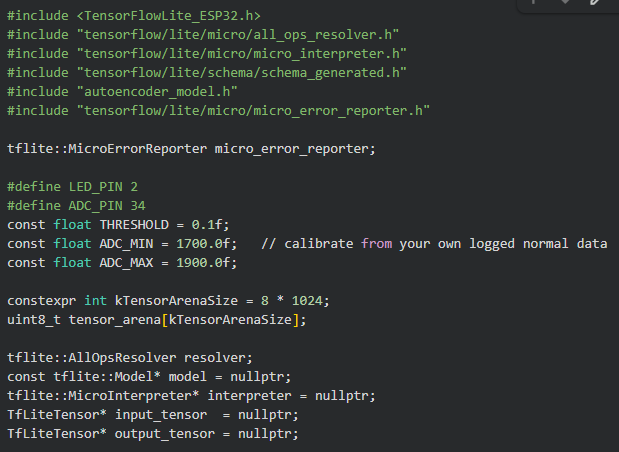 #include <TensorFlowLite_ESP32.h>
#include "tensorflow/lite/micro/all_ops_resolver.h"
#include "tensorflow/lite/micro/micro_interpreter.h"
#include "tensorflow/lite/schema/schema_generated.h"
#include "autoencoder_model.h"
#include "tensorflow/lite/micro/micro_error_reporter.h"
tflite::MicroErrorReporter micro_error_reporter;
#define LED_PIN 2
#define ADC_PIN 34
const float THRESHOLD = 0.1f;
const float ADC_MIN = 1700.0f;   // calibrate from your own logged normal data
const float ADC_MAX = 1900.0f;
constexpr int kTensorArenaSize = 8 * 1024;
uint8_t tensor_arena[kTensorArenaSize];
tflite::AllOpsResolver resolver;
const tflite::Model* model = nullptr;
tflite::MicroInterpreter* interpreter = nullptr;
TfLiteTensor* input_tensor  = nullptr;
TfLiteTensor* output_tensor = nullptr;